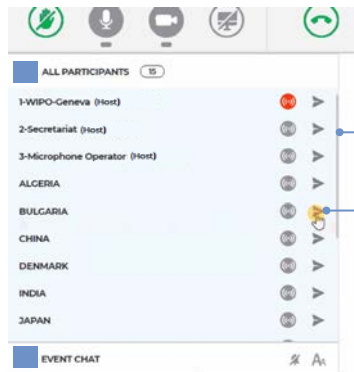 ALL PARTICIPANTS 15
1-WIPO-Geneva (Host)
2-Secretariat (Host)
3-Microphone Operator (Host)
ALGERIA
BULGARIA
CHINA
DENMARK
INDIA
JAPAN
EVENT CHAT AA